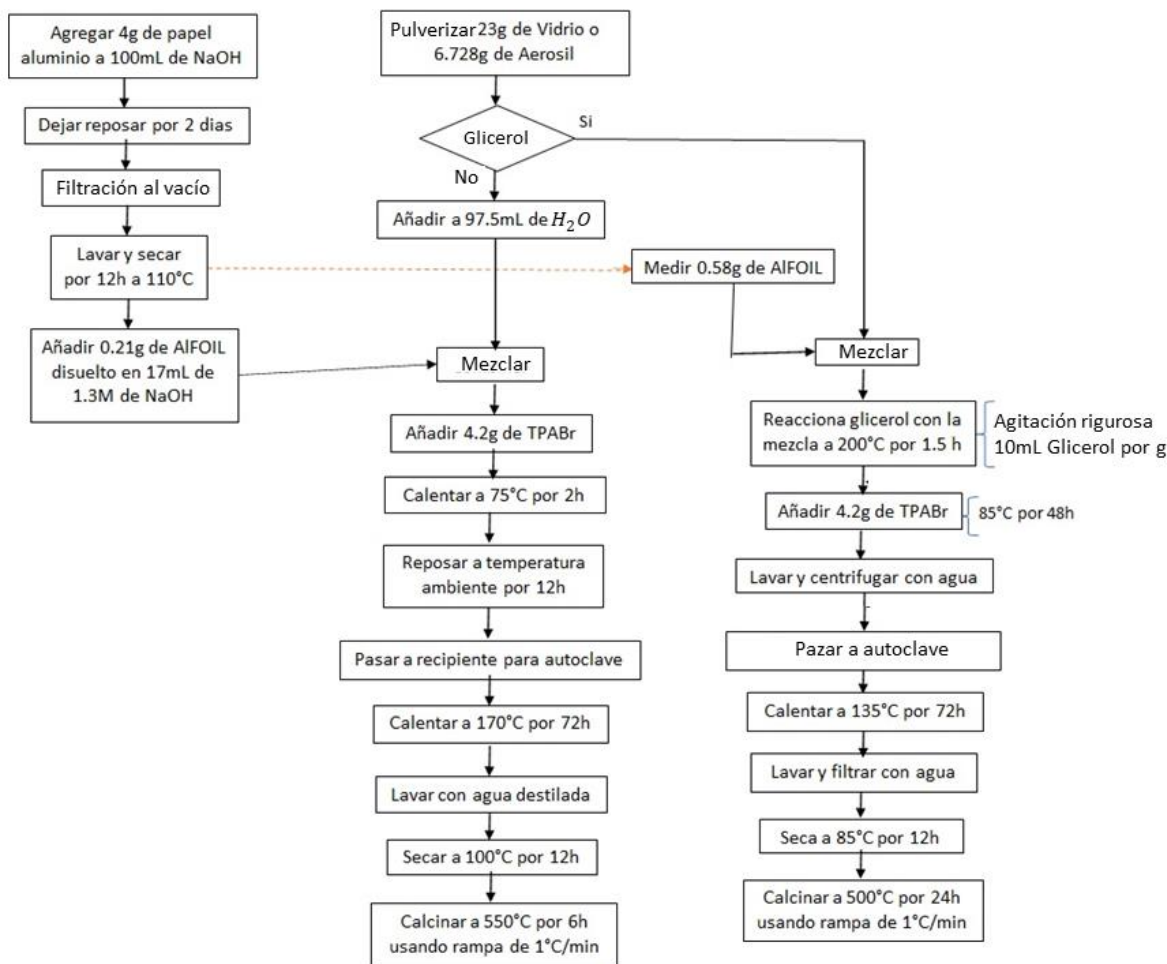 Agregar 4g de papel
aluminio a 100mL de NaOH
Dejar reposar por 2 dias
Filtración al vacío
Lavar y secar
por 12h a 110°C
Añadir 0.21g de AlFOIL
disuelto en 17mL de
1.3M de NaOH
Pulverizar 23g de Vidrio o
6.728g de Aerosil
Glicerol
Si
No
Añadir a 97.5mL de H₂O
Mezclar
Añadir 4.2g de TPABr
Calentar a 75°C por 2h
Reposar a temperatura
ambiente por 12h
Pasar a recipiente para autoclave
Calentar a 170°C por 72h
Lavar con agua destilada
Secar a 100°C por 12h
Calcinar a 550°C por 6h
usando rampa de 1°C/min
Medir 0.58g de AlFOIL
Mezclar
Reacciona glicerol con la
mezcla a 200°C por 1.5 h
Agitación rigurosa
10mL Glicerol por g
Añadir 4.2g de TPABr
85°C por 48h
Lavar y centrifugar con agua
Pazar a autoclave
Calentar a 135°C por 72h
Lavar y filtrar con agua
Seca a 85°C por 12h
Calcinar a 500°C por 24h
usando rampa de 1°C/min